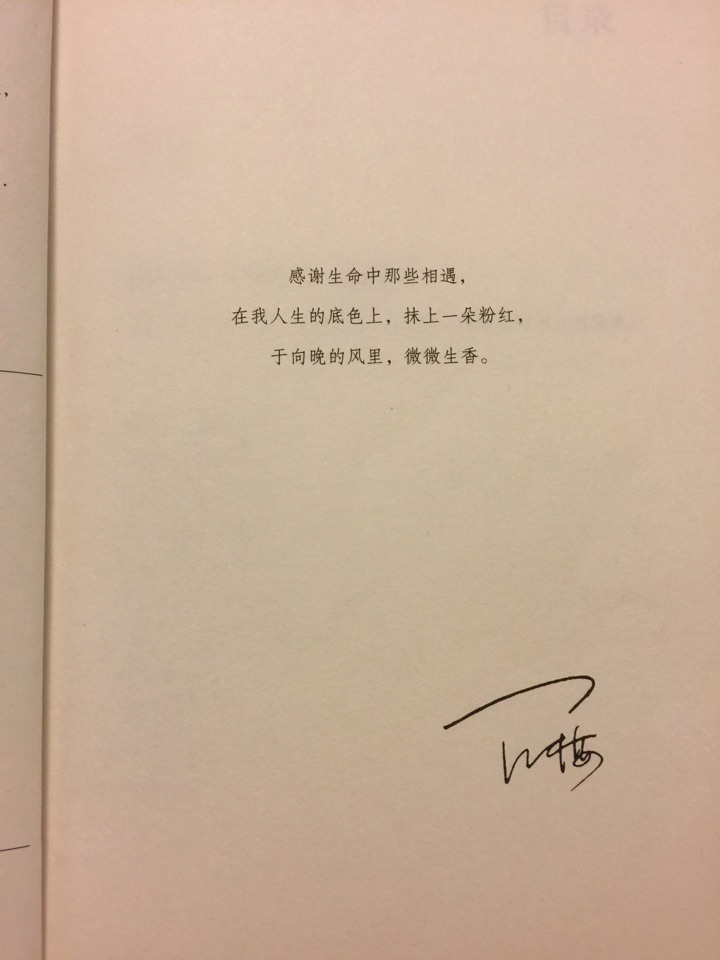 感谢生命中那些相遇，
在我人生的底色上，抹上一朵粉红，
于向晚的风里，微微生香。